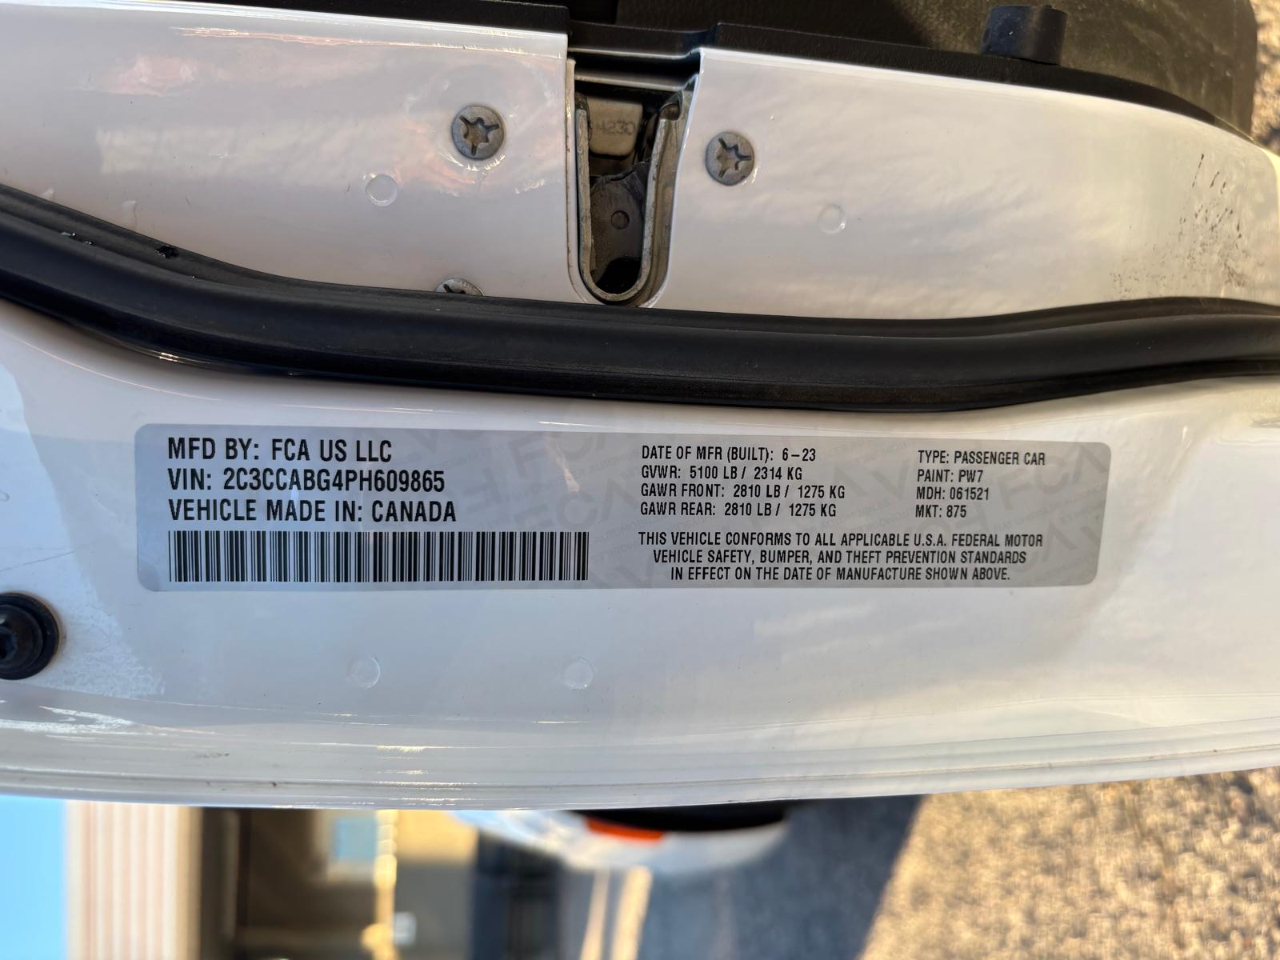 4230
MFD BY: FCA US LLC
VIN: 2C3CCABG4PH609865
VEHICLE MADE IN: CANADA
DATE OF MFR (BUILT): 6-23
GVWR: 5100 LB / 2314 KG
GAWR FRONT: 2810 LB / 1275 KG
GAWR REAR: 2810 LB / 1275 KG
TYPE: PASSENGER CAR
PAINT: PW7
MDH: 061521
MKT: 875
THIS VEHICLE CONFORMS TO ALL APPLICABLE U.S.A. FEDERAL MOTOR
VEHICLE SAFETY, BUMPER, AND THEFT PREVENTION STANDARDS
IN EFFECT ON THE DATE OF MANUFACTURE SHOWN ABOVE.